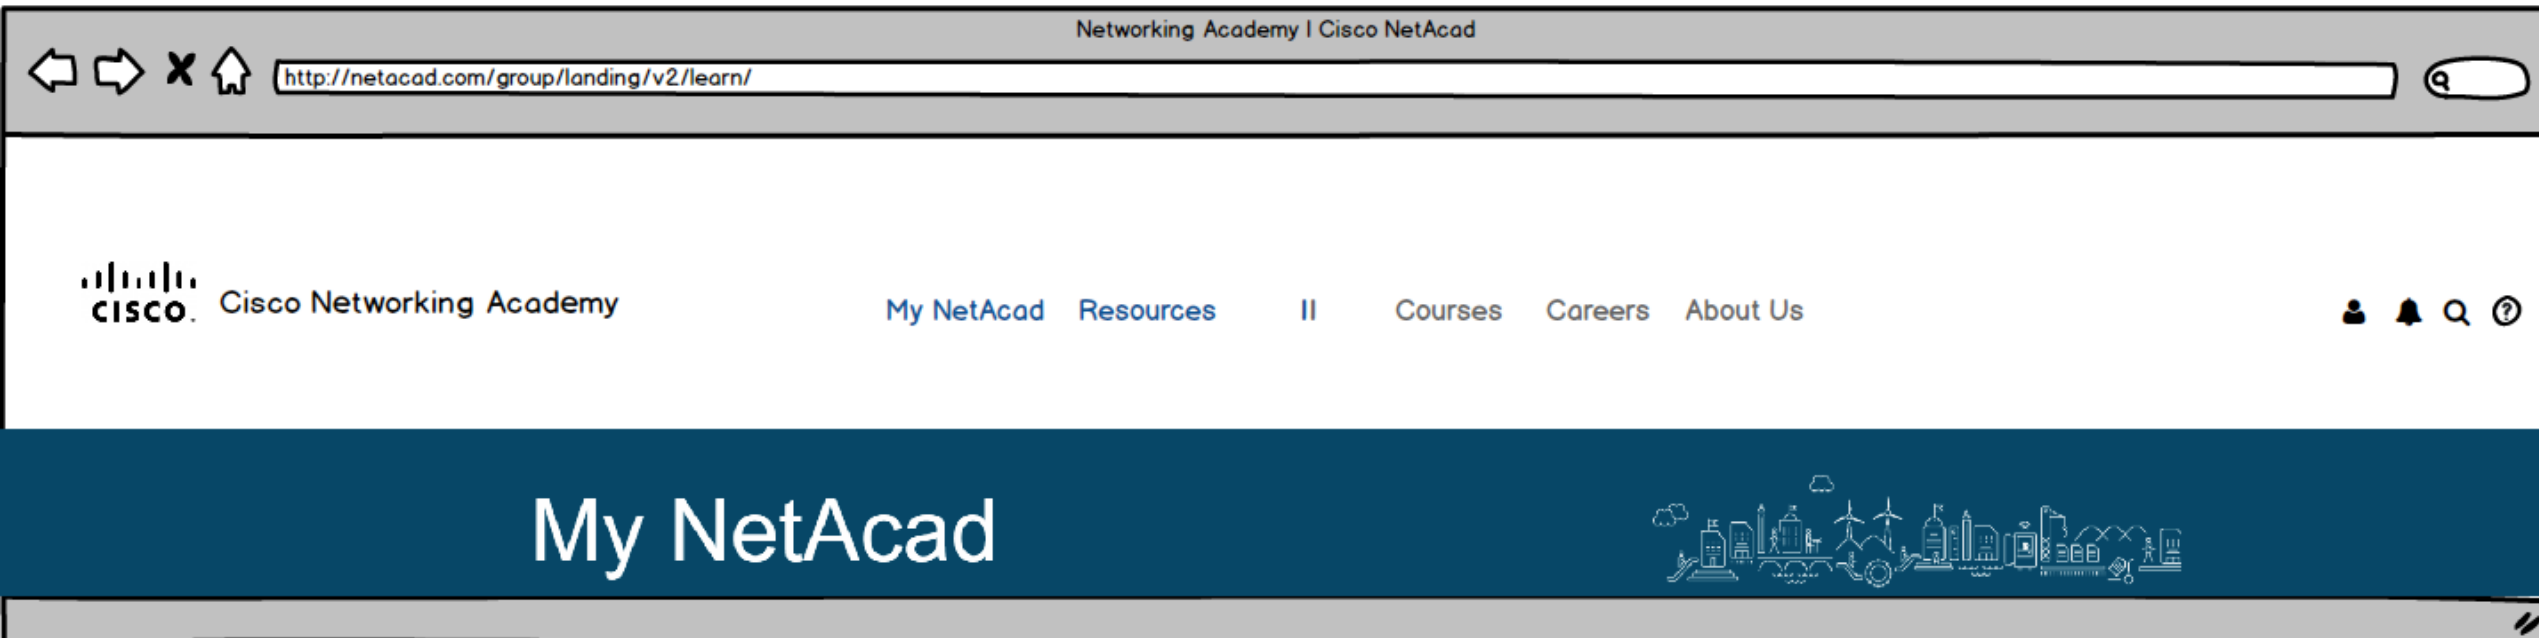 Networking Academy | Cisco NetAcad
http://netacad.com/group/landing/v2/learn/
CISCO. Cisco Networking Academy My NetAcad Resources || Courses Careers About Us
My NetAcad